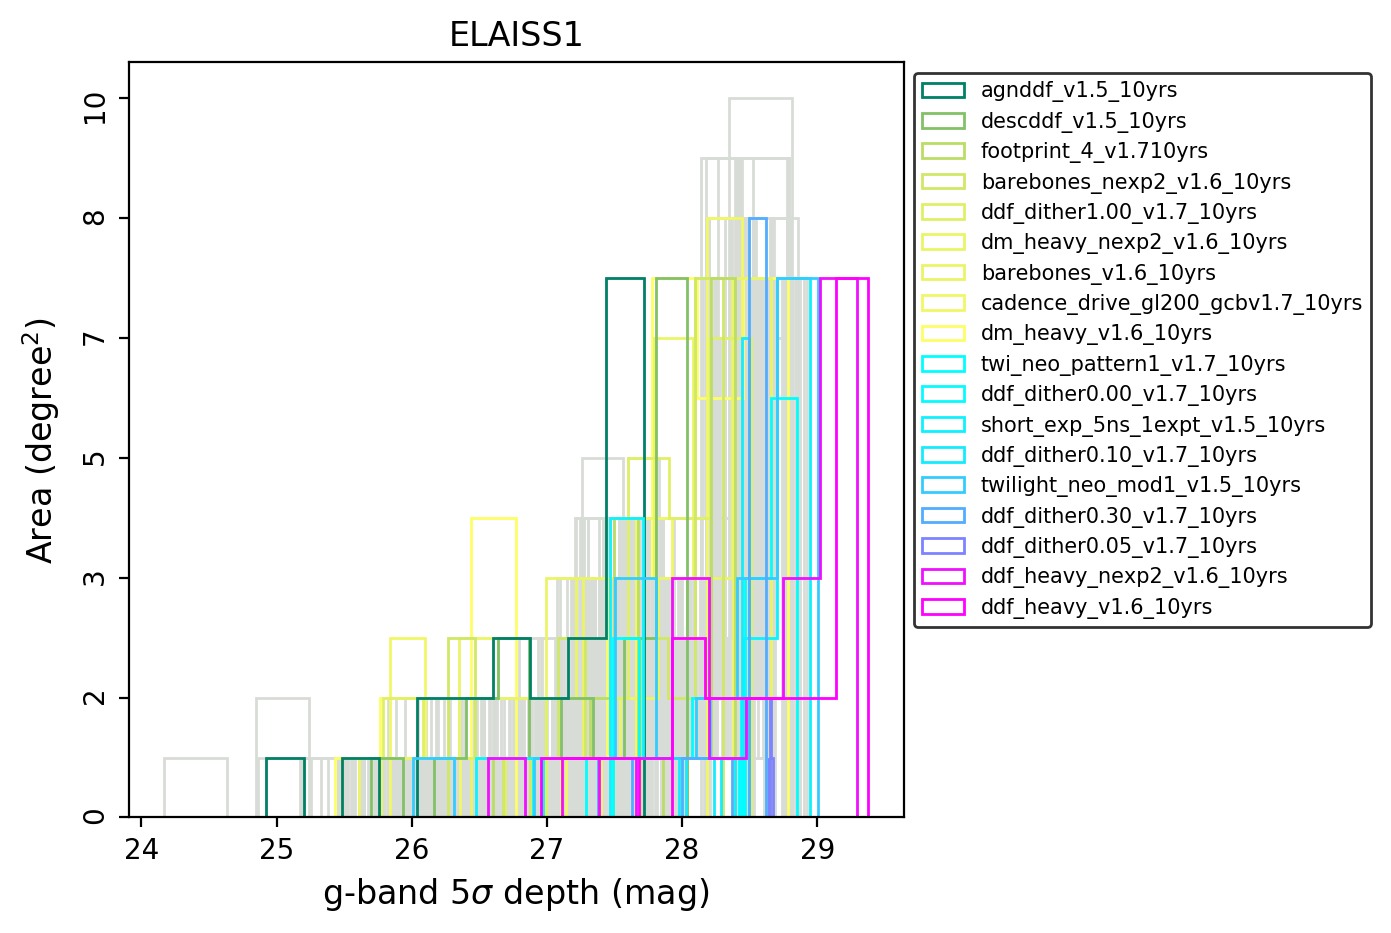 ELAISS1
Area (degree²)
10
8
7
5
3
2
0
24 25 26 27 28 29
g-band 5σ depth (mag)
agnddf_v1.5_10yrs
descddf_v1.5_10yrs
footprint_4_v1.710yrs
barebones_nexp2_v1.6_10yrs
ddf_dither1.00_v1.7_10yrs
dm_heavy_nexp2_v1.6_10yrs
barebones_v1.6_10yrs
cadence_drive_gl200_gcbv1.7_10yrs
dm_heavy_v1.6_10yrs
twi_neo_pattern1_v1.7_10yrs
ddf_dither0.00_v1.7_10yrs
short_exp_5ns_1expt_v1.5_10yrs
ddf_dither0.10_v1.7_10yrs
twilight_neo_mod1_v1.5_10yrs
ddf_dither0.30_v1.7_10yrs
ddf_dither0.05_v1.7_10yrs
ddf_heavy_nexp2_v1.6_10yrs
ddf_heavy_v1.6_10yrs